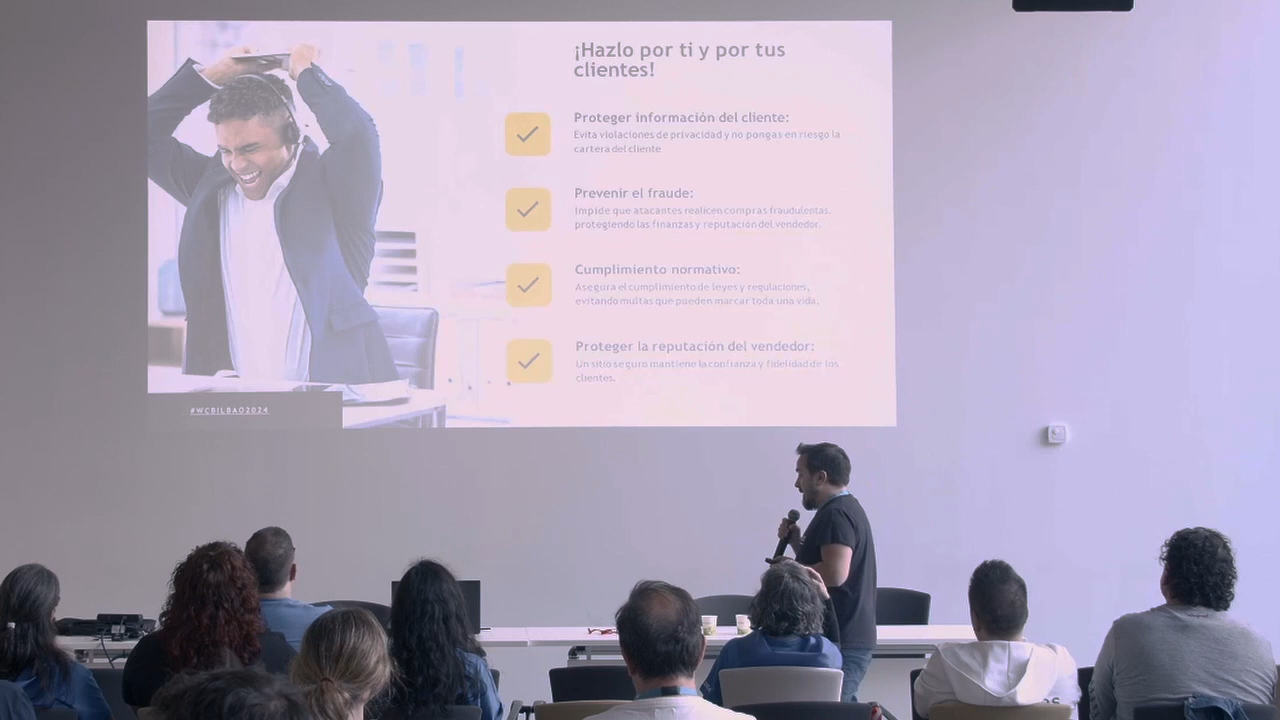 ¡Hazlo por ti y por tus
clientes!
Proteger información del cliente:
Evita violaciones de privacidad y no pongas en riesgo la
cartera del cliente
Prevenir el fraude:
Impide que atacantes realicen compras fraudulentas,
protegiendo las finanzas y reputación del vendedor.
Cumplimiento normativo:
Asegura el cumplimiento de leyes y regulaciones,
evitando multas que pueden marcar toda una vida.
Proteger la reputación del vendedor:
Un sitio seguro mantiene la confianza y fidelidad de los
clientes.
#WCBILBAO2024